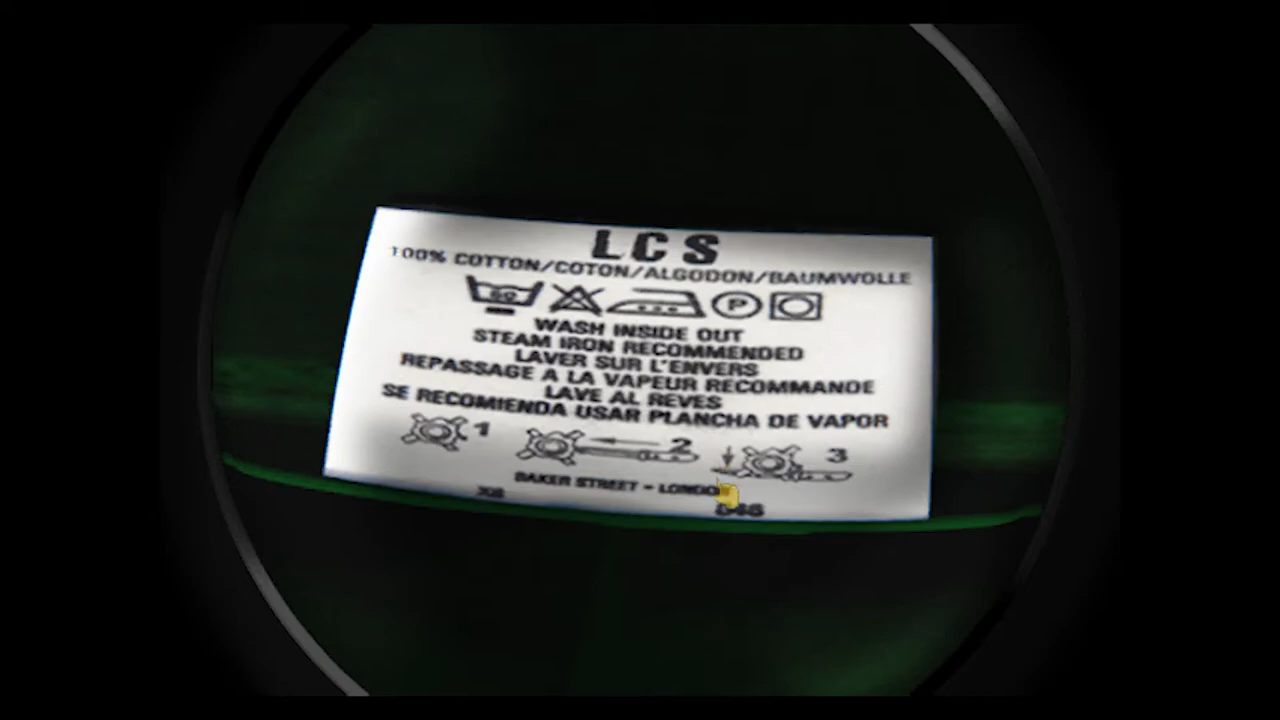 LCS
100% COTTON/COTON/ALGODON/BAUMWOLLE
60 P
WASH INSIDE OUT
STEAM IRON RECOMMENDED
LAVER SUR L'ENVERS
REPASSAGE A LA VAPEUR RECOMMANDE
LAVE AL REVES
SE RECOMIENDA USAR PLANCHA DE VAPOR
1 2 3
BAKER STREET - LONDON